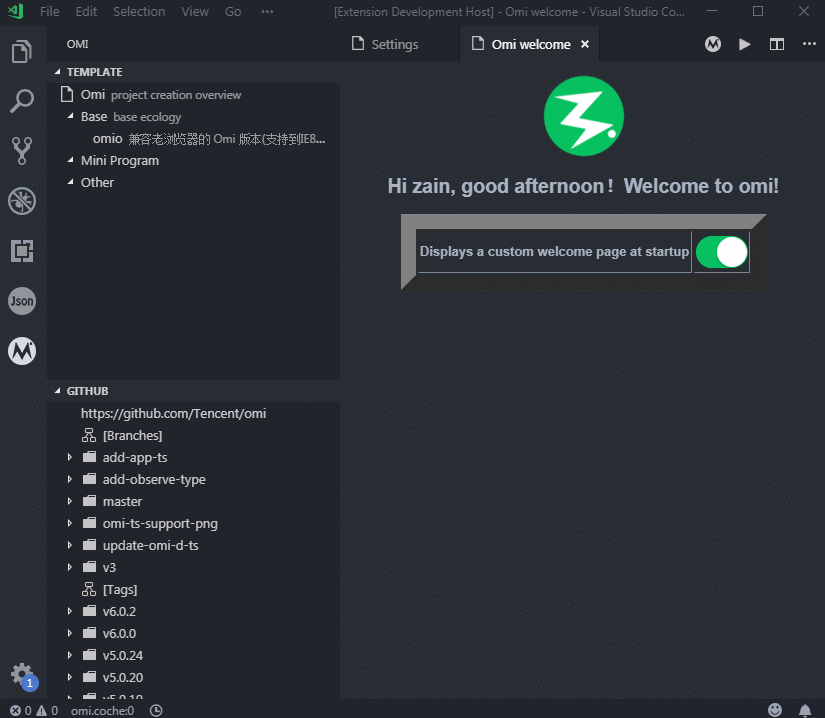 File Edit Selection View Go ··· [Extension Development Host] - Omi welcome - Visual Studio Co...
OMI
Settings
Omi welcome
TEMPLATE
Omi project creation overview
Base base ecology
omio 兼容老浏览器的 Omi 版本(支持到IE8...
Mini Program
Other
Json
Hi zain, good afternoon！Welcome to omi!
Displays a custom welcome page at startup
GITHUB
https://github.com/Tencent/omi
[Branches]
add-app-ts
add-observe-type
master
omi-ts-support-png
update-omi-d-ts
v3
[Tags]
v6.0.2
v6.0.0
v5.0.24
v5.0.20
1
0 0 omi.coche:0